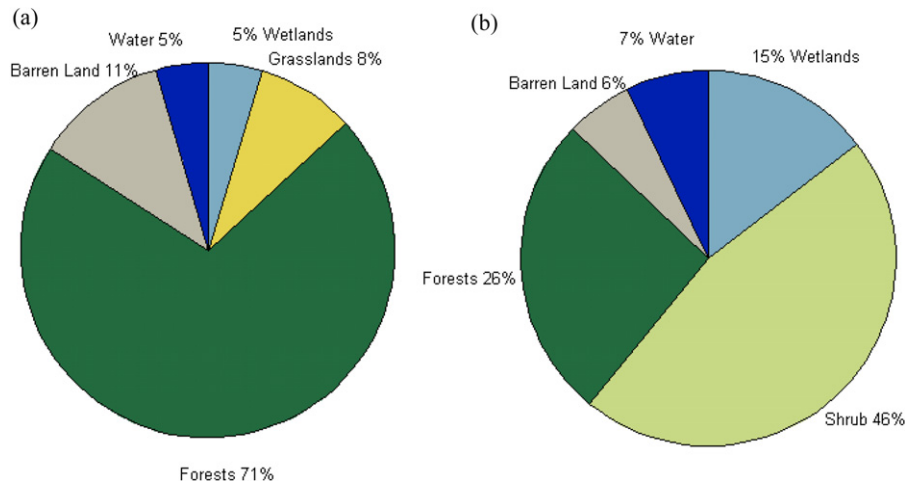 (a)
Water 5%
5% Wetlands
Grasslands 8%
Barren Land 11%
Forests 71%
(b)
7% Water
15% Wetlands
Barren Land 6%
Forests 26%
Shrub 46%